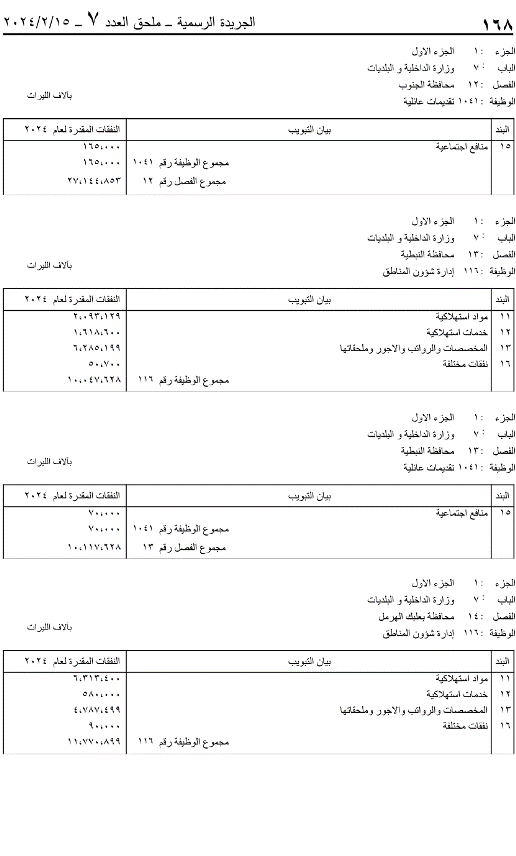 ١٦٨ الجريدة الرسمية – ملحق العدد ٧ – ٢٠٢٤/٢/١٥
الجزء : ١ الجزء الاول
الباب : ٧ وزارة الداخلية و البلديات
الفصل : ١٢ محافظة الجنوب
الوظيفة : ١٠٤١ تقديمات عائلية بآلاف الليرات
البند بيان التبويب النفقات المقدرة لعام ٢٠٢٤
١٥ منافع اجتماعية ١٦٥,٠٠٠
مجموع الوظيفة رقم ١٠٤١ ١٦٥,٠٠٠
مجموع الفصل رقم ١٢ ٢٧,١٤٤,٨٥٣
الجزء : ١ الجزء الاول
الباب : ٧ وزارة الداخلية و البلديات
الفصل : ١٣ محافظة النبطية
الوظيفة : ١١٦ إدارة شؤون المناطق بآلاف الليرات
البند بيان التبويب النفقات المقدرة لعام ٢٠٢٤
١١ مواد استهلاكية ٢,٠٩٣,١٢٩
١٢ خدمات استهلاكية ١,٦١٨,٦٠٠
١٣ المخصصات والرواتب والاجور وملحقاتها ٦,٢٨٥,١٩٩
١٦ نفقات مختلفة ٥٠,٧٠٠
مجموع الوظيفة رقم ١١٦ ١٠,٠٤٧,٦٢٨
الجزء : ١ الجزء الاول
الباب : ٧ وزارة الداخلية و البلديات
الفصل : ١٣ محافظة النبطية
الوظيفة : ١٠٤١ تقديمات عائلية بآلاف الليرات
البند بيان التبويب النفقات المقدرة لعام ٢٠٢٤
١٥ منافع اجتماعية ٧٠,٠٠٠
مجموع الوظيفة رقم ١٠٤١ ٧٠,٠٠٠
مجموع الفصل رقم ١٣ ١٠,١١٧,٦٢٨
الجزء : ١ الجزء الاول
الباب : ٧ وزارة الداخلية و البلديات
الفصل : ١٤ محافظة بعلبك الهرمل
الوظيفة : ١١٦ إدارة شؤون المناطق بآلاف الليرات
البند بيان التبويب النفقات المقدرة لعام ٢٠٢٤
١١ مواد استهلاكية ٦,٣١٣,٤٠٠
١٢ خدمات استهلاكية ٥٨٠,٠٠٠
١٣ المخصصات والرواتب والاجور وملحقاتها ٤,٧٨٧,٤٩٩
١٦ نفقات مختلفة ٩٠,٠٠٠
مجموع الوظيفة رقم ١١٦ ١١,٧٧٠,٨٩٩